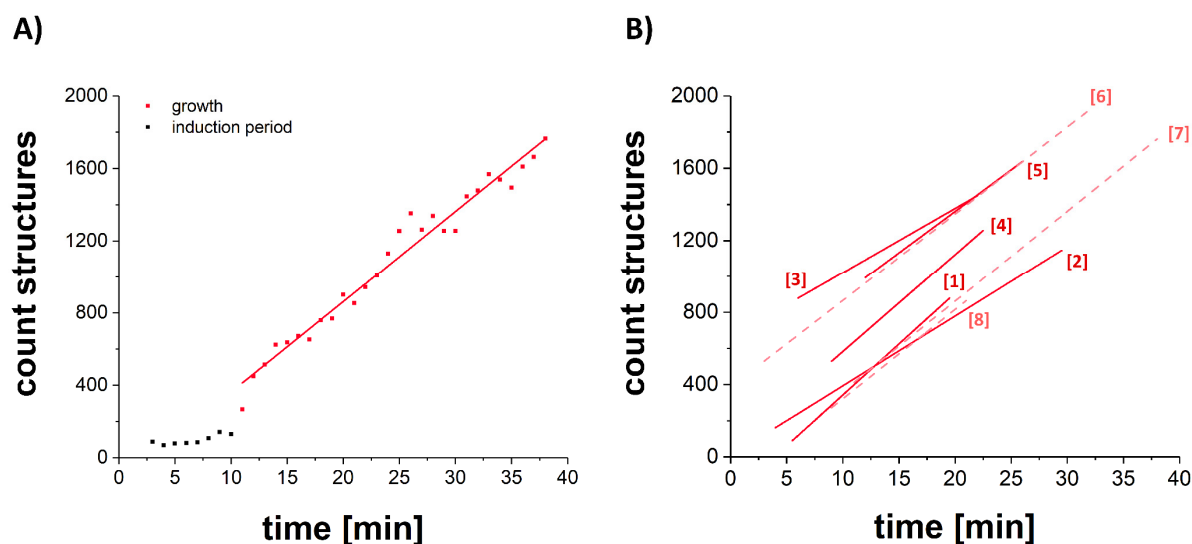 A)
growth
induction period
count structures
2000
1600
1200
800
400
0
0 5 10 15 20 25 30 35 40
time [min]
B)
count structures
2000
1600
1200
800
400
0
[6]
[7]
[5]
[4]
[3]
[2]
[1]
[8]
0 5 10 15 20 25 30 35 40
time [min]